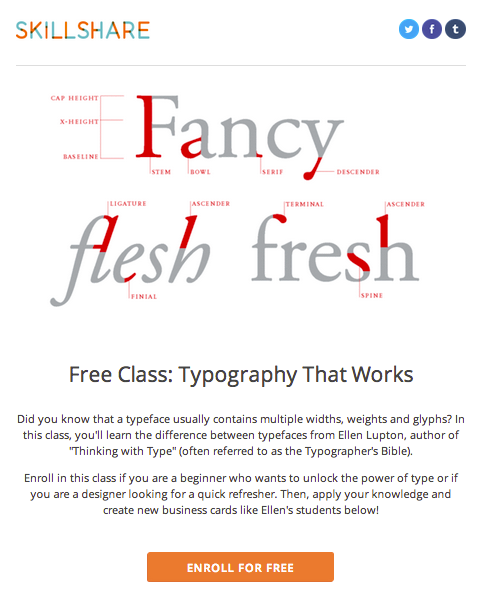 SKILLSHARE
CAP HEIGHT
X-HEIGHT
BASELINE
Fancy
STEM BOWL SERIF DESCENDER
LIGATURE ASCENDER TERMINAL ASCENDER
flesh fresh
FINIAL SPINE
Free Class: Typography That Works
Did you know that a typeface usually contains multiple widths, weights and glyphs? In
this class, you'll learn the difference between typefaces from Ellen Lupton, author of
"Thinking with Type" (often referred to as the Typographer's Bible).
Enroll in this class if you are a beginner who wants to unlock the power of type or if
you are a designer looking for a quick refresher. Then, apply your knowledge and
create new business cards like Ellen's students below!
ENROLL FOR FREE